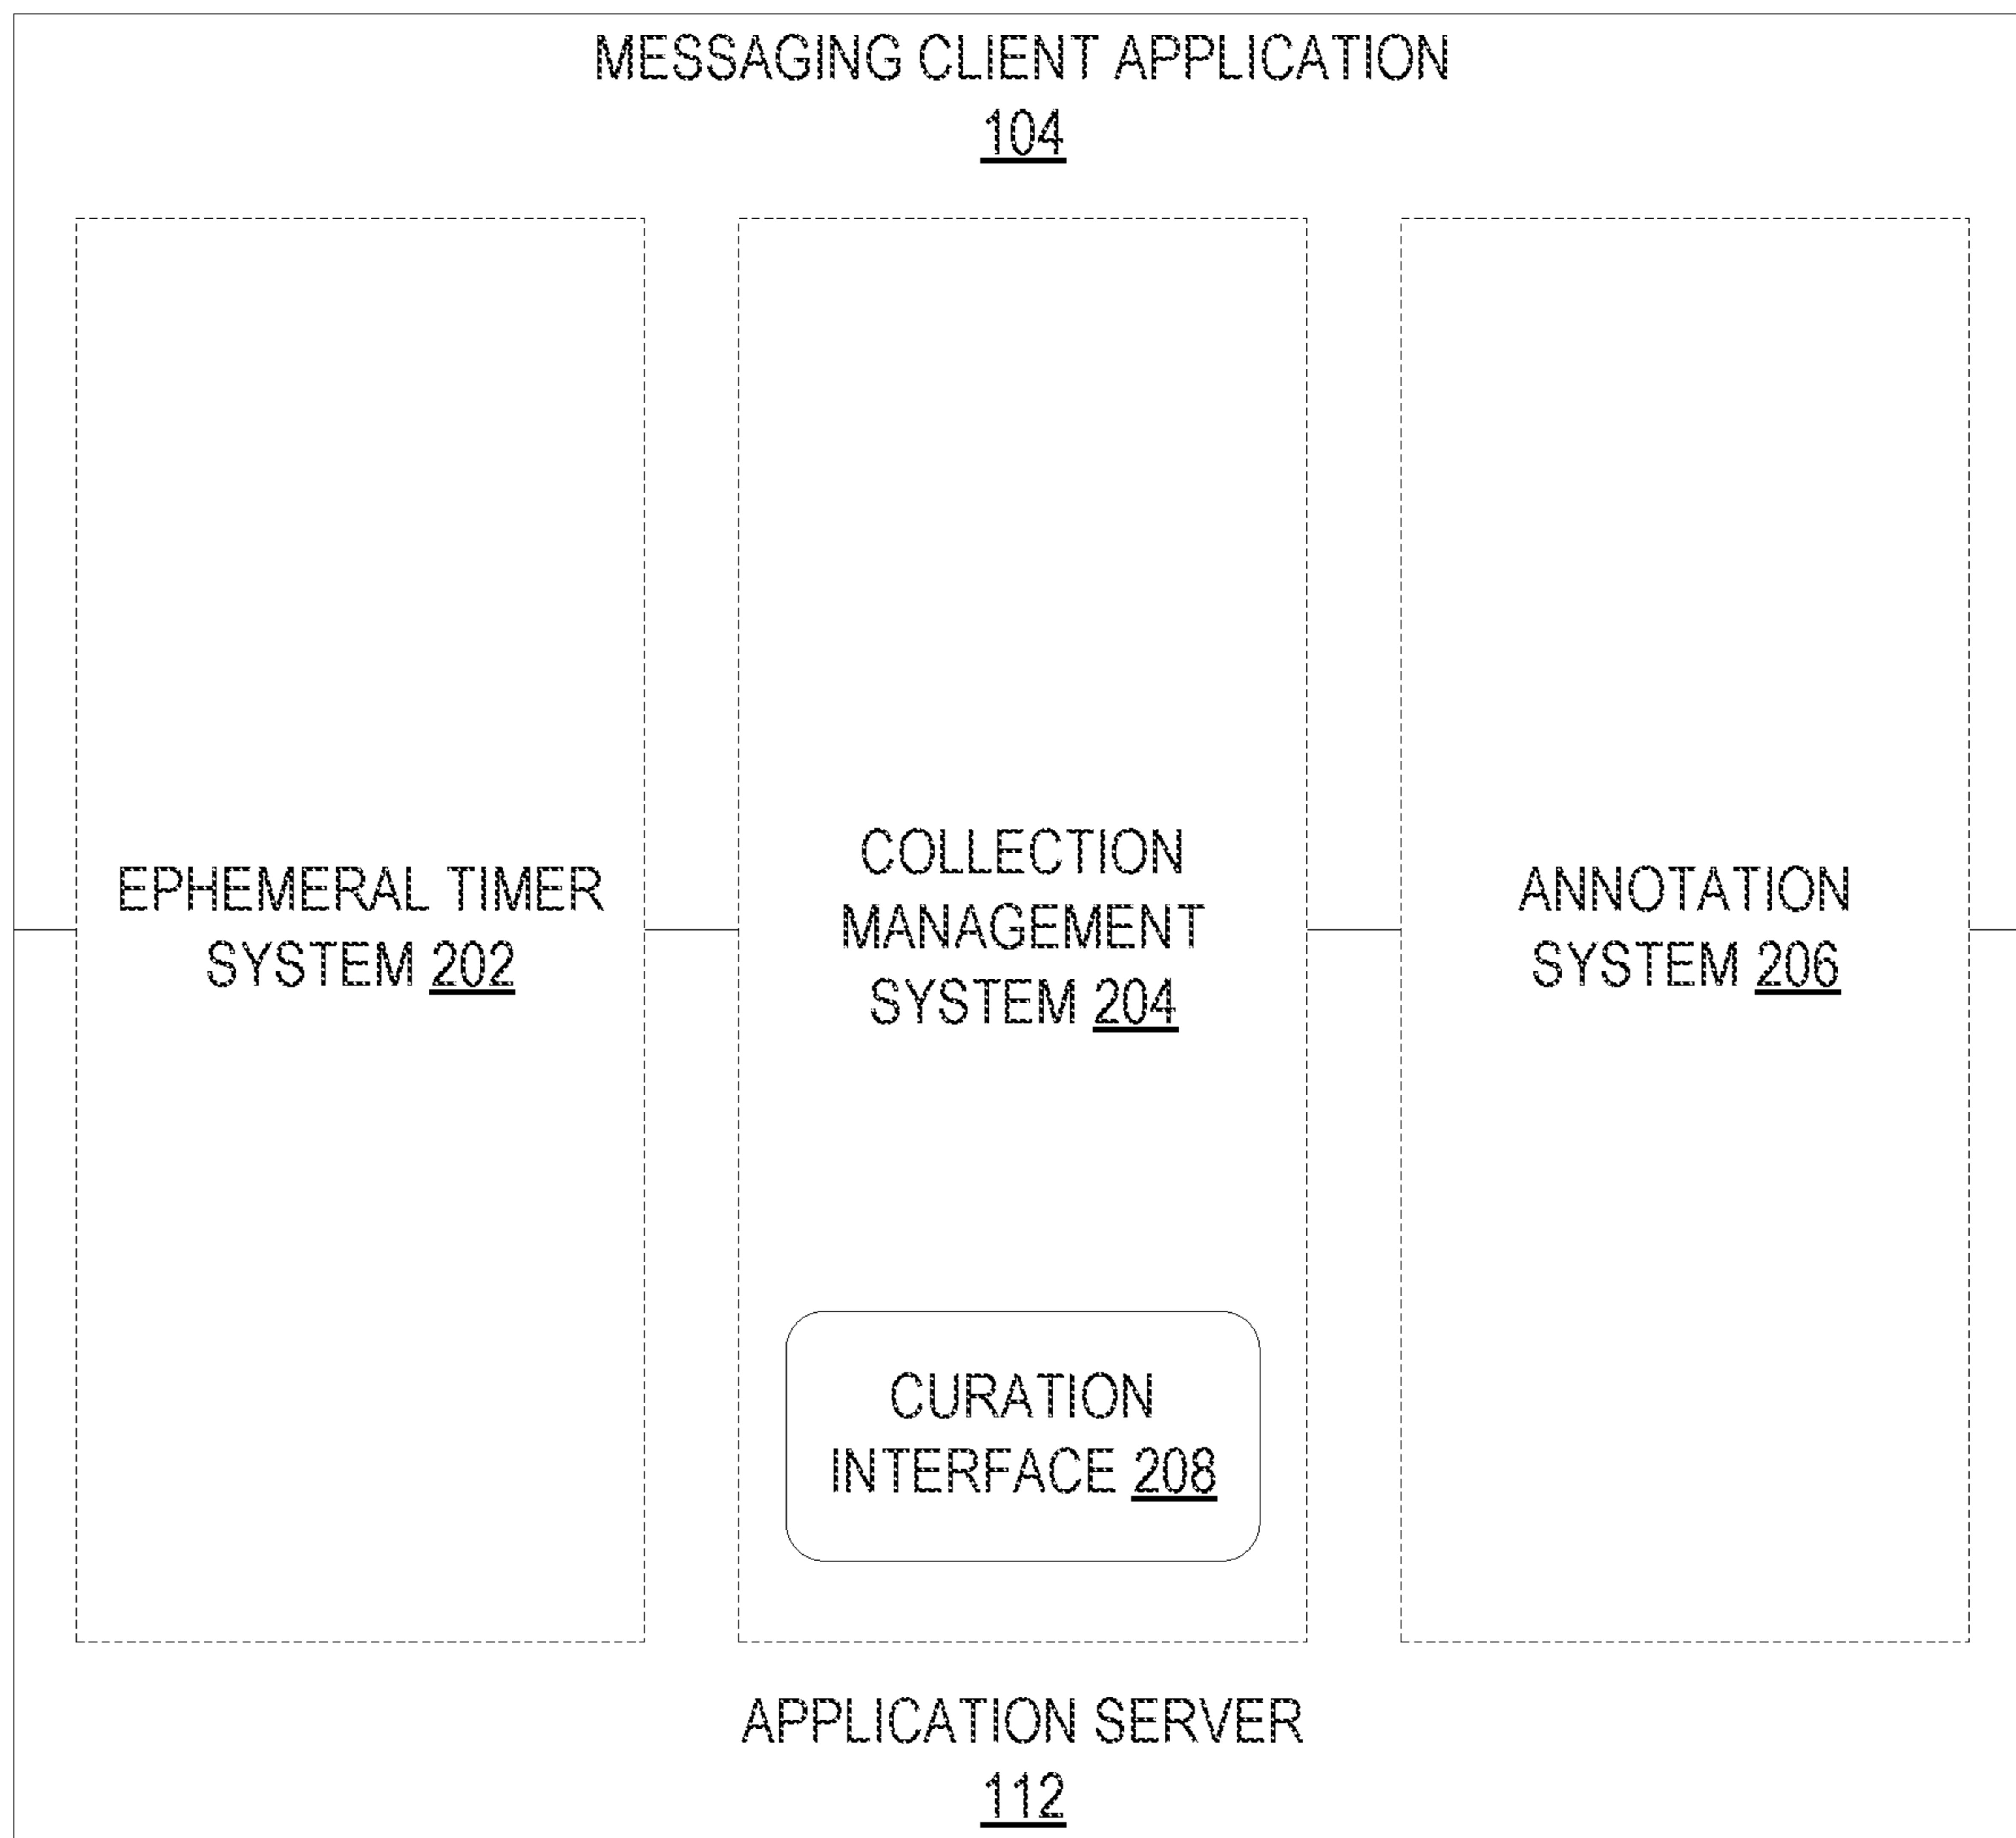 MESSAGING CLIENT APPLICATION
104
EPHEMERAL TIMER
SYSTEM 202
COLLECTION
MANAGEMENT
SYSTEM 204
ANNOTATION
SYSTEM 206
CURATION
INTERFACE 208
APPLICATION SERVER
112